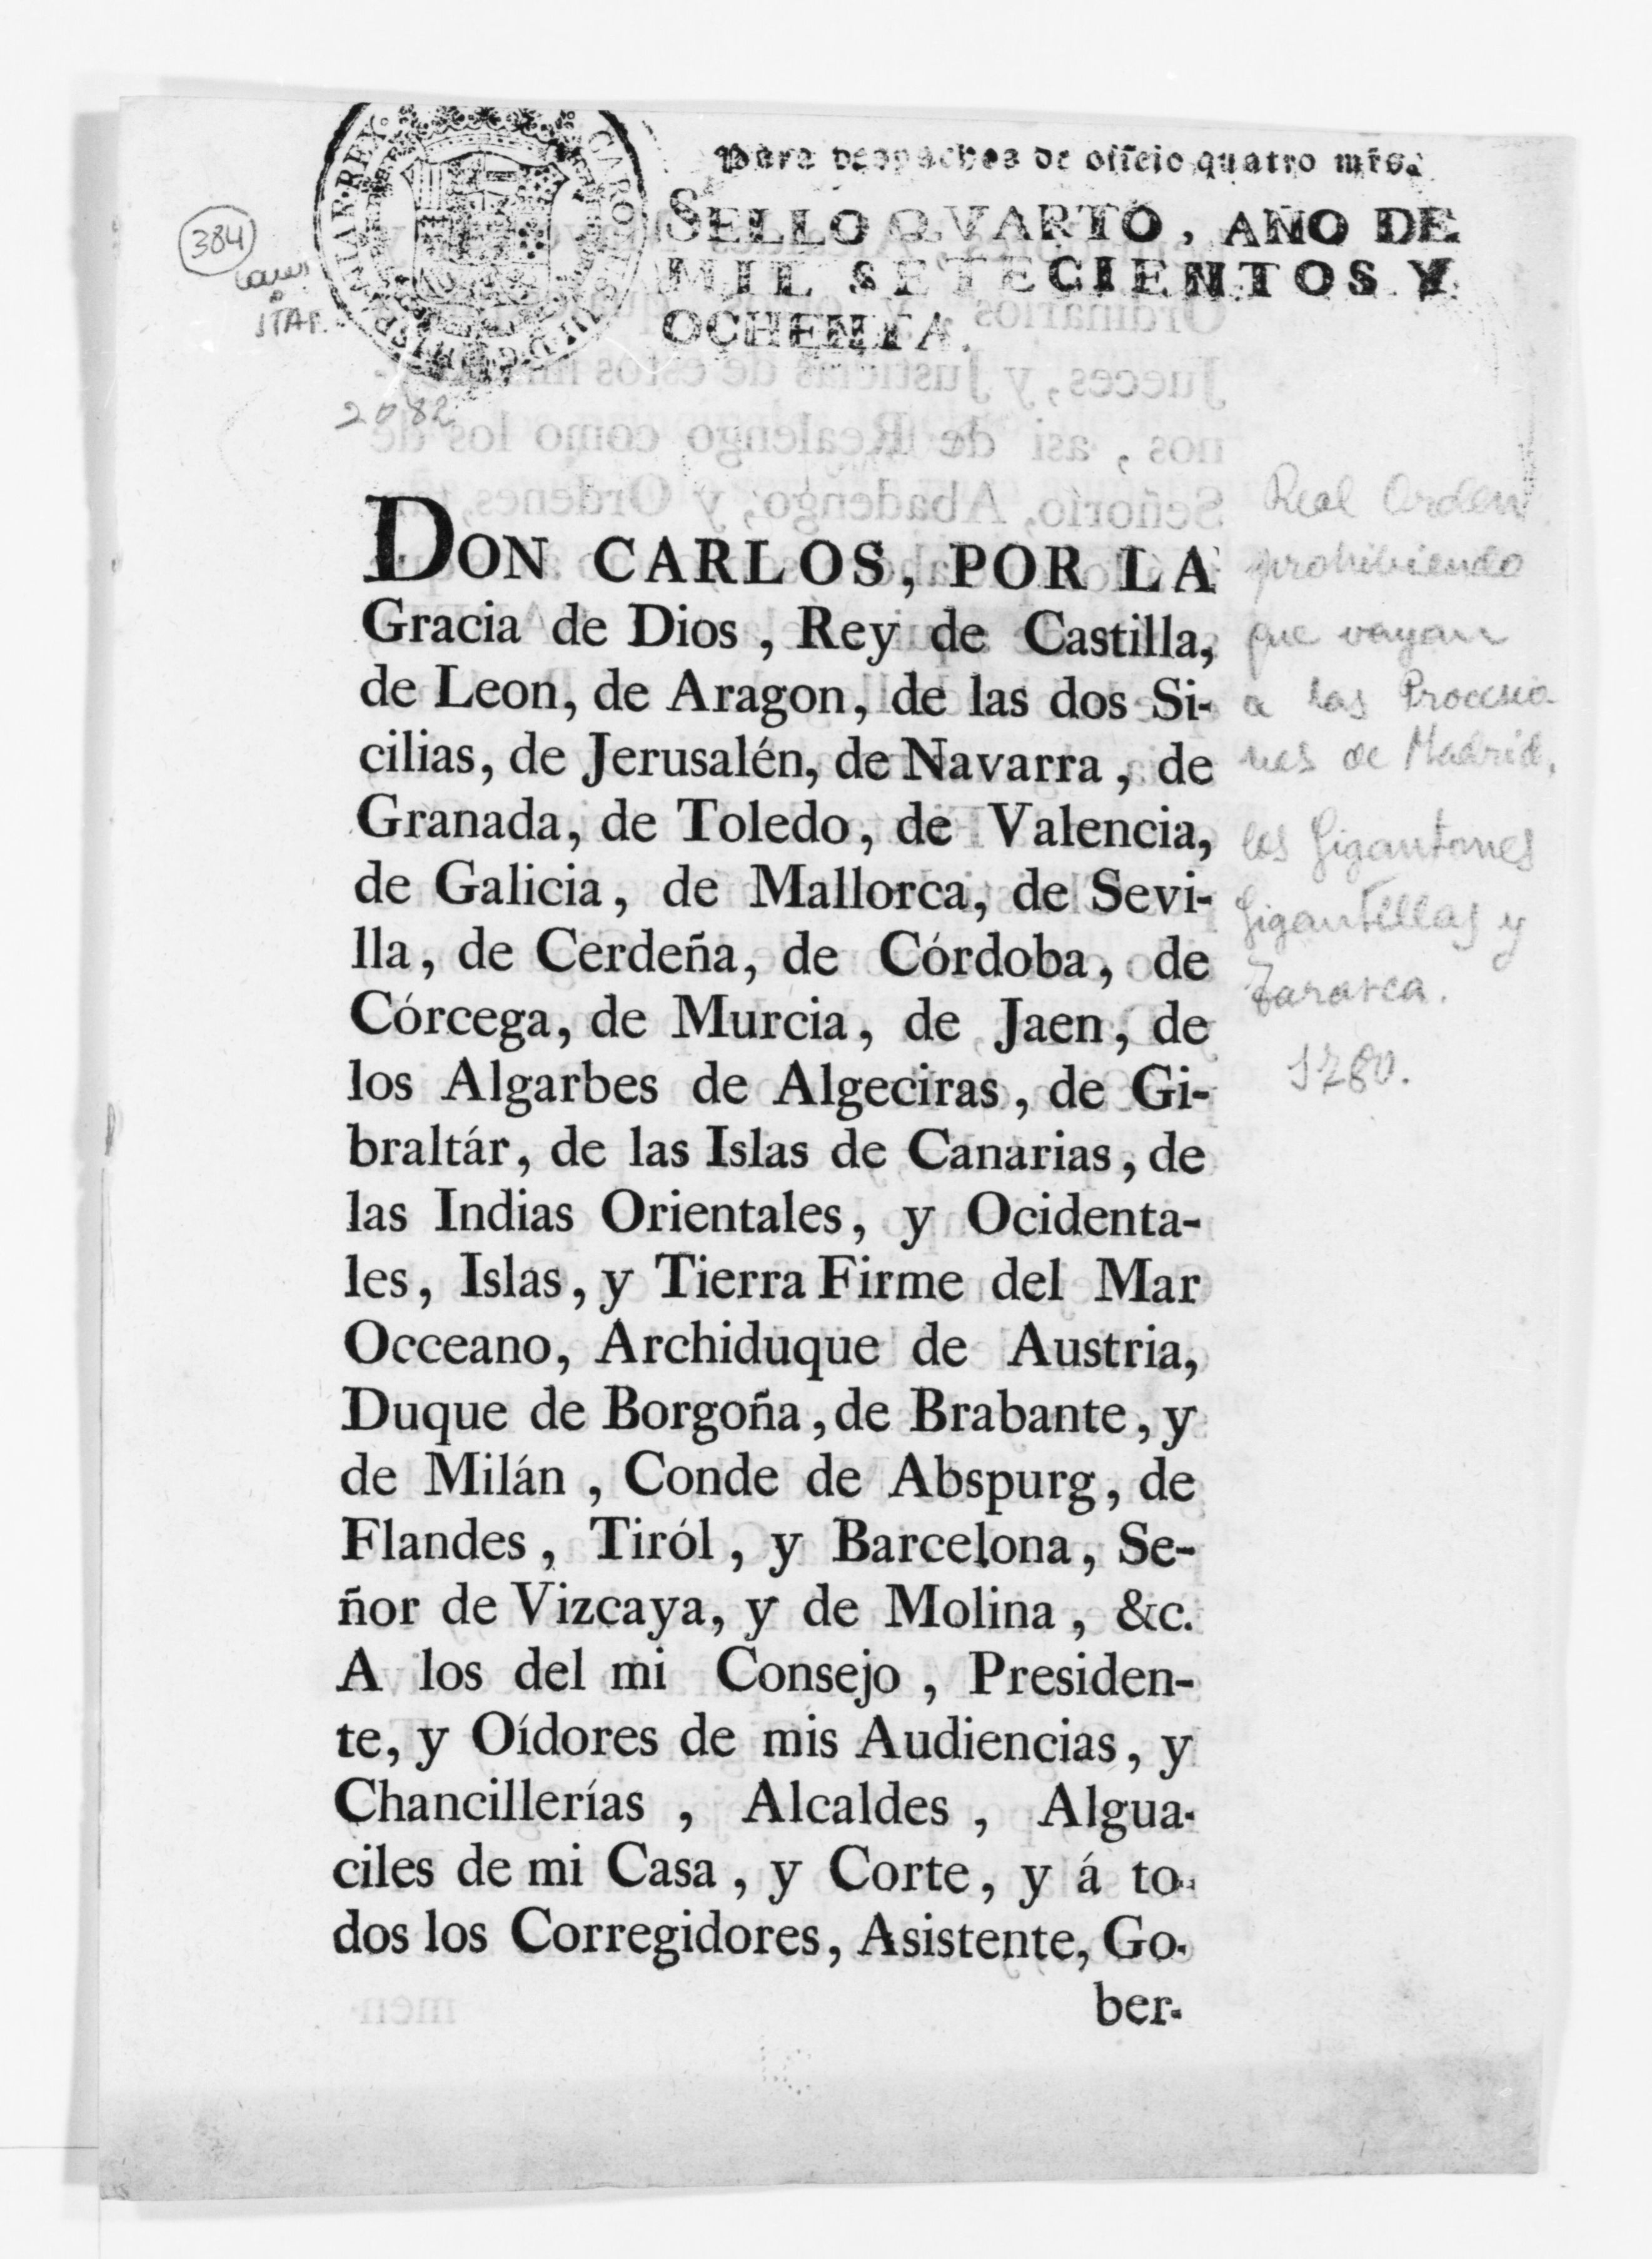 Para despachos de oficio quatro mrs.
SELLO QVARTO, AÑO DE
MIL SETECIENTOS Y
OCHENTA.
384
2082
DON CARLOS, POR LA
Gracia de Dios, Rey de Castilla,
de Leon, de Aragon, de las dos Si-
cilias, de Jerusalén, de Navarra, de
Granada, de Toledo, de Valencia,
de Galicia, de Mallorca, de Sevi-
lla, de Cerdeña, de Córdoba, de
Córcega, de Murcia, de Jaen, de
los Algarbes de Algeciras, de Gi-
braltár, de las Islas de Canarias, de
las Indias Orientales, y Ocidenta-
les, Islas, y Tierra Firme del Mar
Occeano, Archiduque de Austria,
Duque de Borgoña, de Brabante, y
de Milán, Conde de Abspurg, de
Flandes, Tiról, y Barcelona, Se-
ñor de Vizcaya, y de Molina, &c.
A los del mi Consejo, Presiden-
te, y Oídores de mis Audiencias, y
Chancillerías, Alcaldes, Algua-
ciles de mi Casa, y Corte, y á to-
dos los Corregidores, Asistente, Go-
ber-
Real Orden
prohibiendo
que vayan
a las Procesio-
nes de Madrid,
los Gigantones
Gigantillas y
Tarasca.
1780.